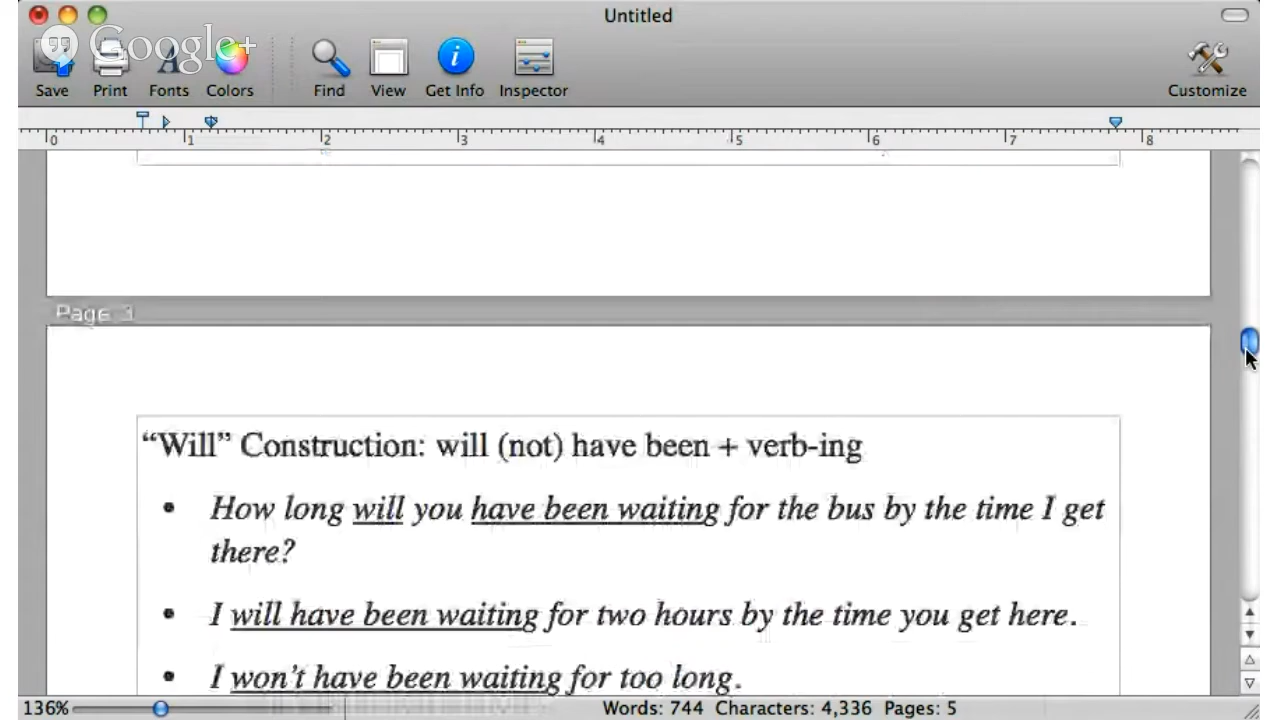 Untitled
Google+
Save Print Fonts Colors Find View Get Info Inspector Customize
0 1 2 3 4 5 6 7 8
Page 3
“Will” Construction: will (not) have been + verb-ing
• How long will you have been waiting for the bus by the time I get
there?
• I will have been waiting for two hours by the time you get here.
• I won’t have been waiting for too long.
136% Words: 744 Characters: 4,336 Pages: 5